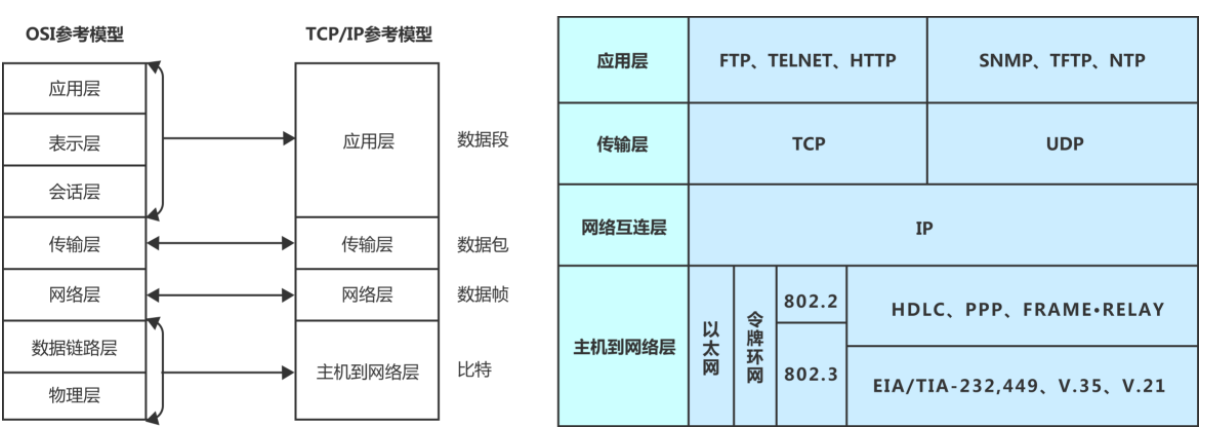 OSI参考模型
TCP/IP参考模型
应用层
表示层
会话层
传输层
网络层
数据链路层
物理层
应用层
数据段
传输层
数据包
网络层
数据帧
主机到网络层
比特
应用层
FTP、TELNET、HTTP
SNMP、TFTP、NTP
传输层
TCP
UDP
网络互连层
IP
主机到网络层
以太网
令牌环网
802.2
802.3
HDLC、PPP、FRAME•RELAY
EIA/TIA-232,449、V.35、V.21